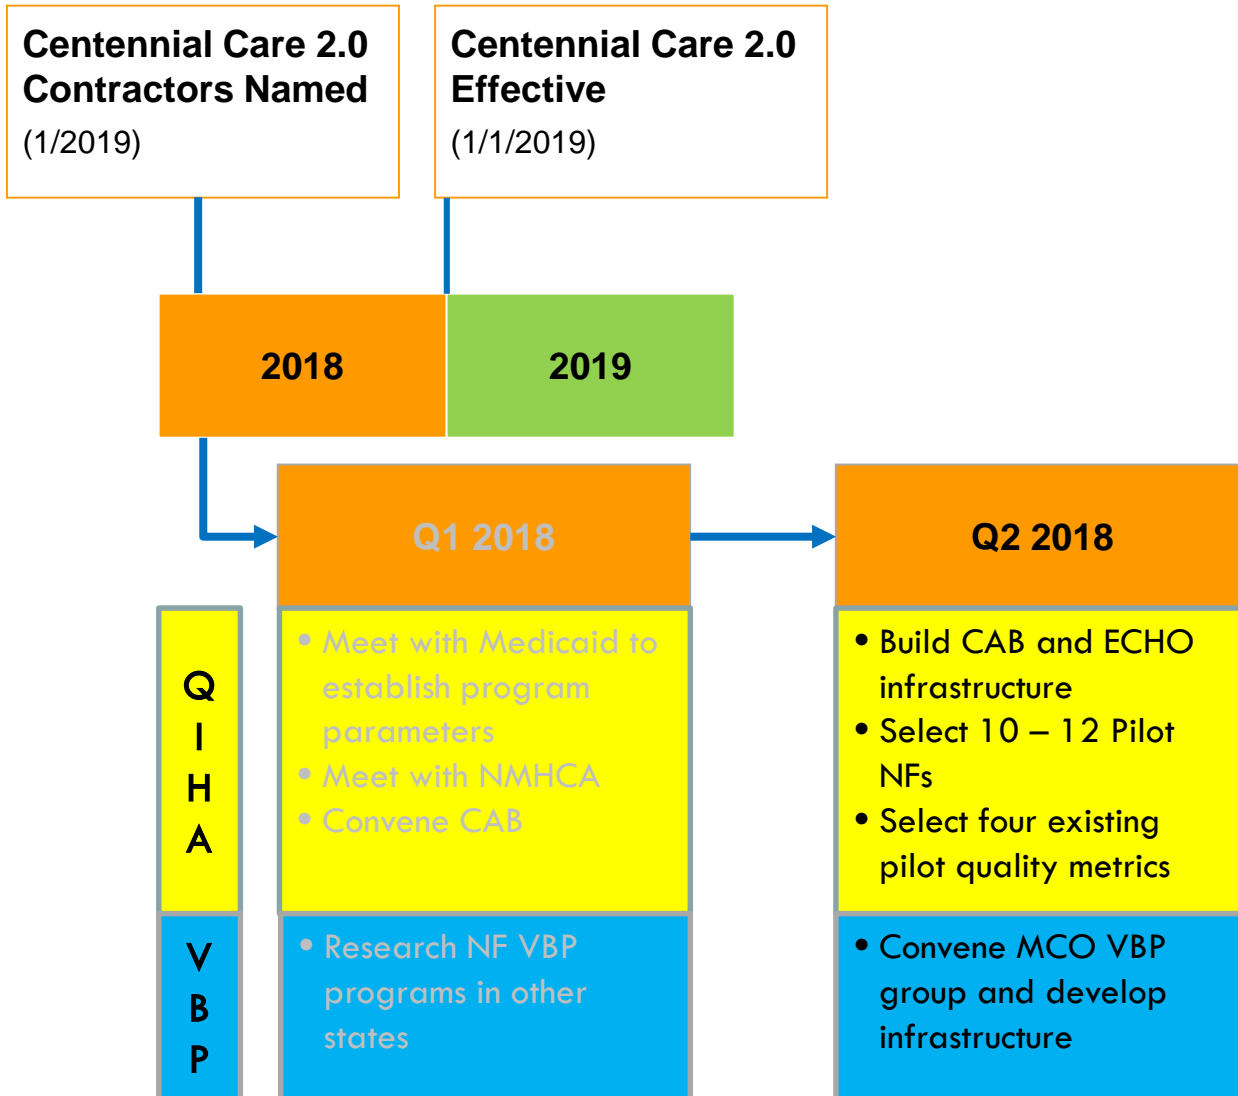 Centennial Care 2.0
Contractors Named
(1/2019)
Centennial Care 2.0
Effective
(1/1/2019)
2018
2019
Q1 2018
Q2 2018
Q
I
H
A
• Meet with Medicaid to
establish program
parameters
• Meet with NMHCA
• Convene CAB
• Build CAB and ECHO
infrastructure
• Select 10 – 12 Pilot
NFs
• Select four existing
pilot quality metrics
V
B
P
• Research NF VBP
programs in other
states
• Convene MCO VBP
group and develop
infrastructure